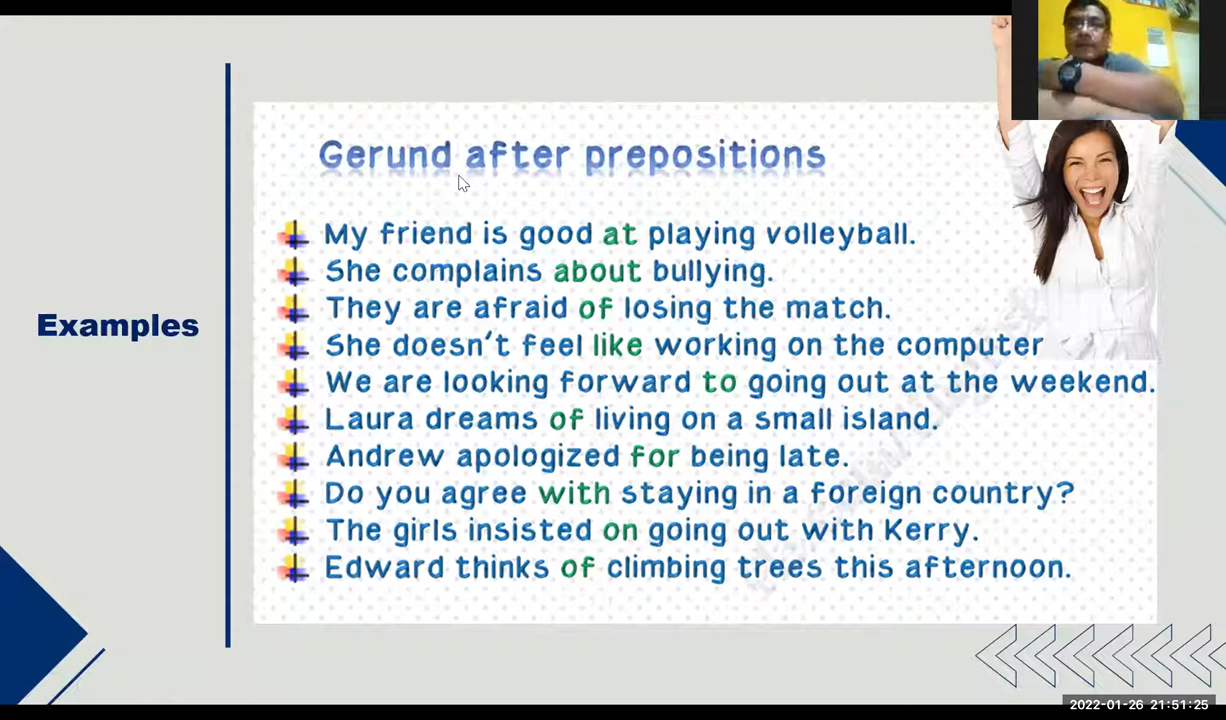 Gerund after prepositions
My friend is good at playing volleyball.
She complains about bullying.
They are afraid of losing the match.
She doesn't feel like working on the computer
We are looking forward to going out at the weekend.
Laura dreams of living on a small island.
Andrew apologized for being late.
Do you agree with staying in a foreign country?
The girls insisted on going out with Kerry.
Edward thinks of climbing trees this afternoon.
Examples
2022-01-26 21:51:25